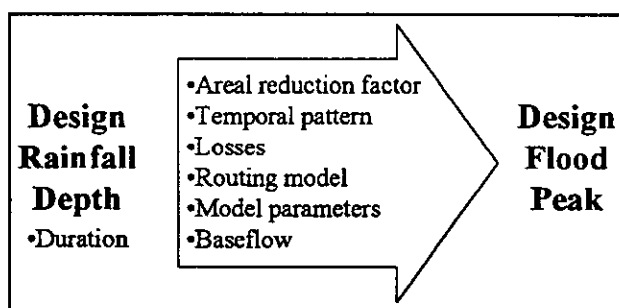 Design
Rainfall
Depth
•Duration
•Areal reduction factor
•Temporal pattern
•Losses
•Routing model
•Model parameters
•Baseflow
Design
Flood
Peak